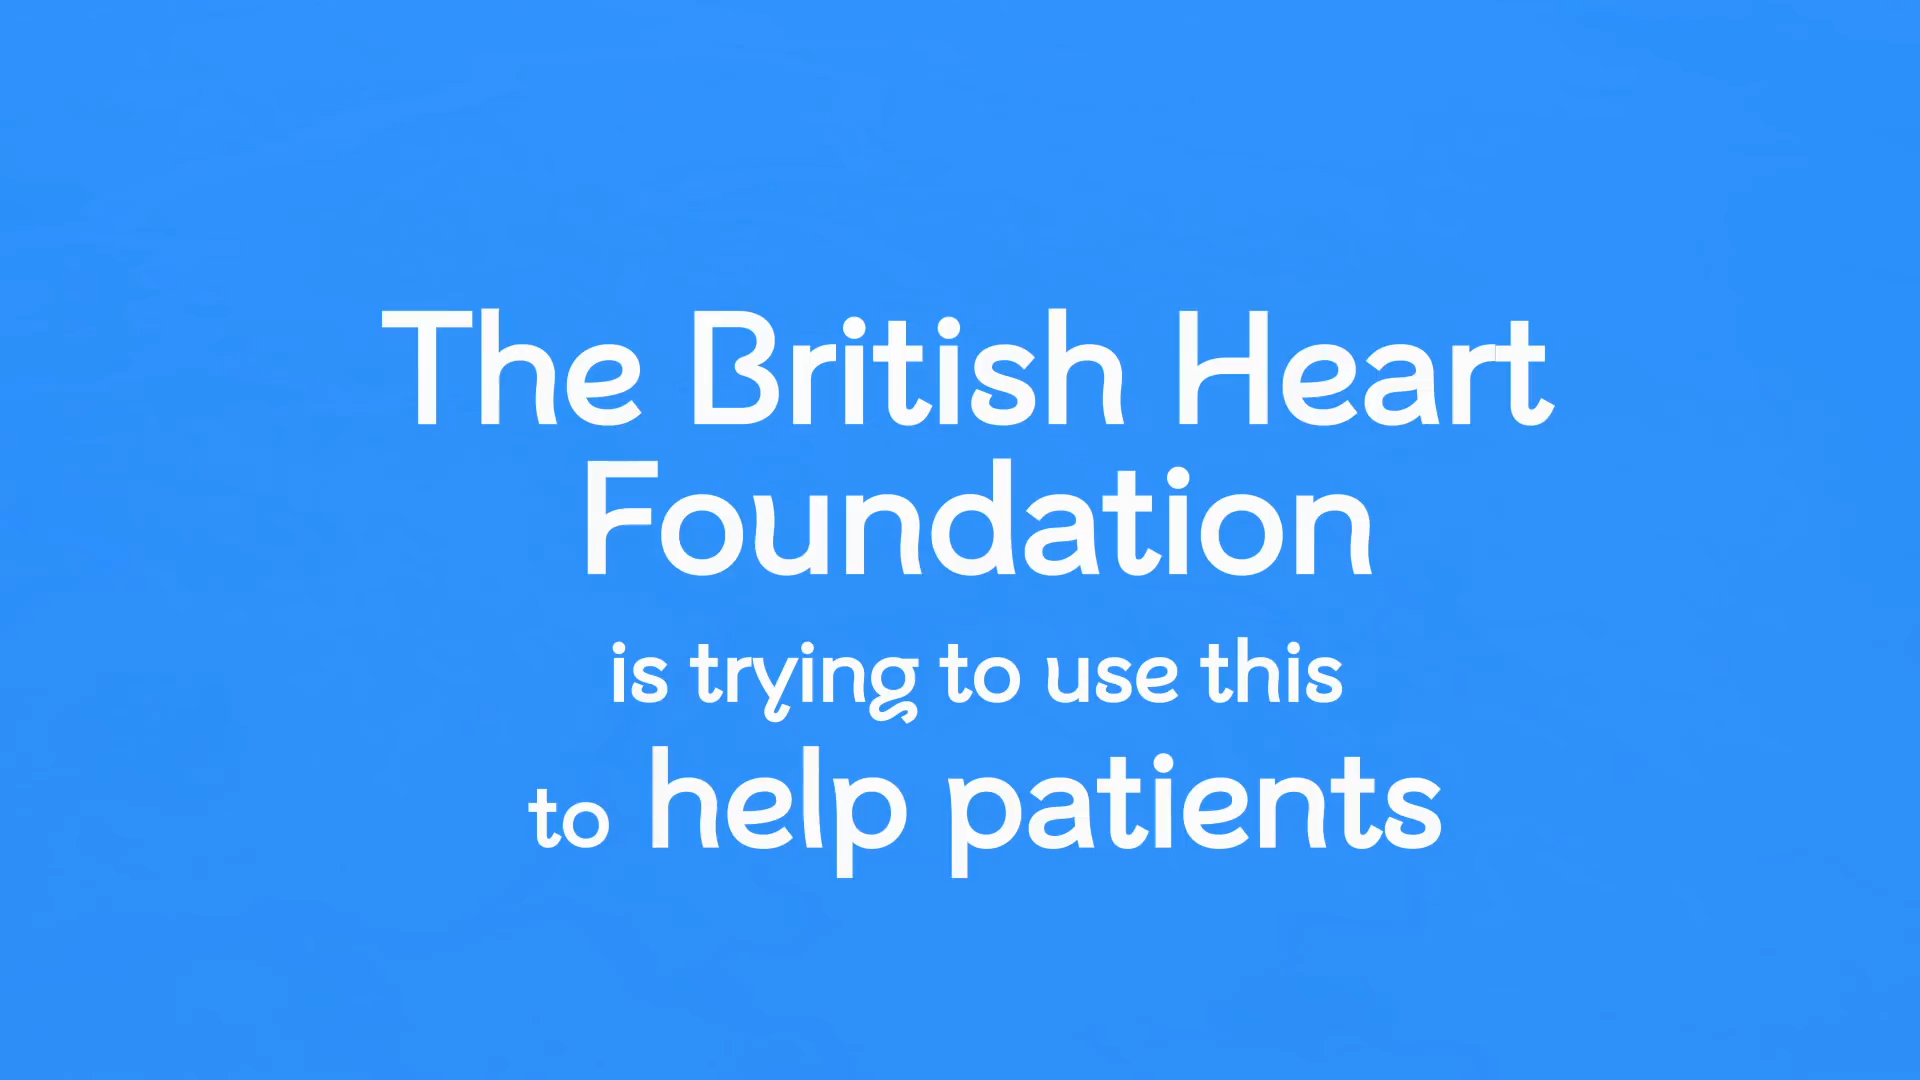 The British Heart
Foundation
is trying to use this
to help patients